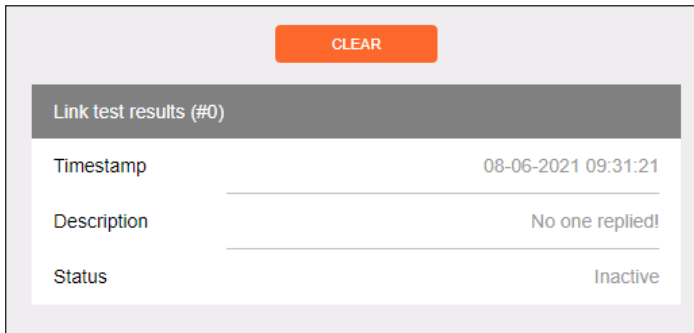 CLEAR
Link test results (#0)
Timestamp 08-06-2021 09:31:21
Description No one replied!
Status Inactive